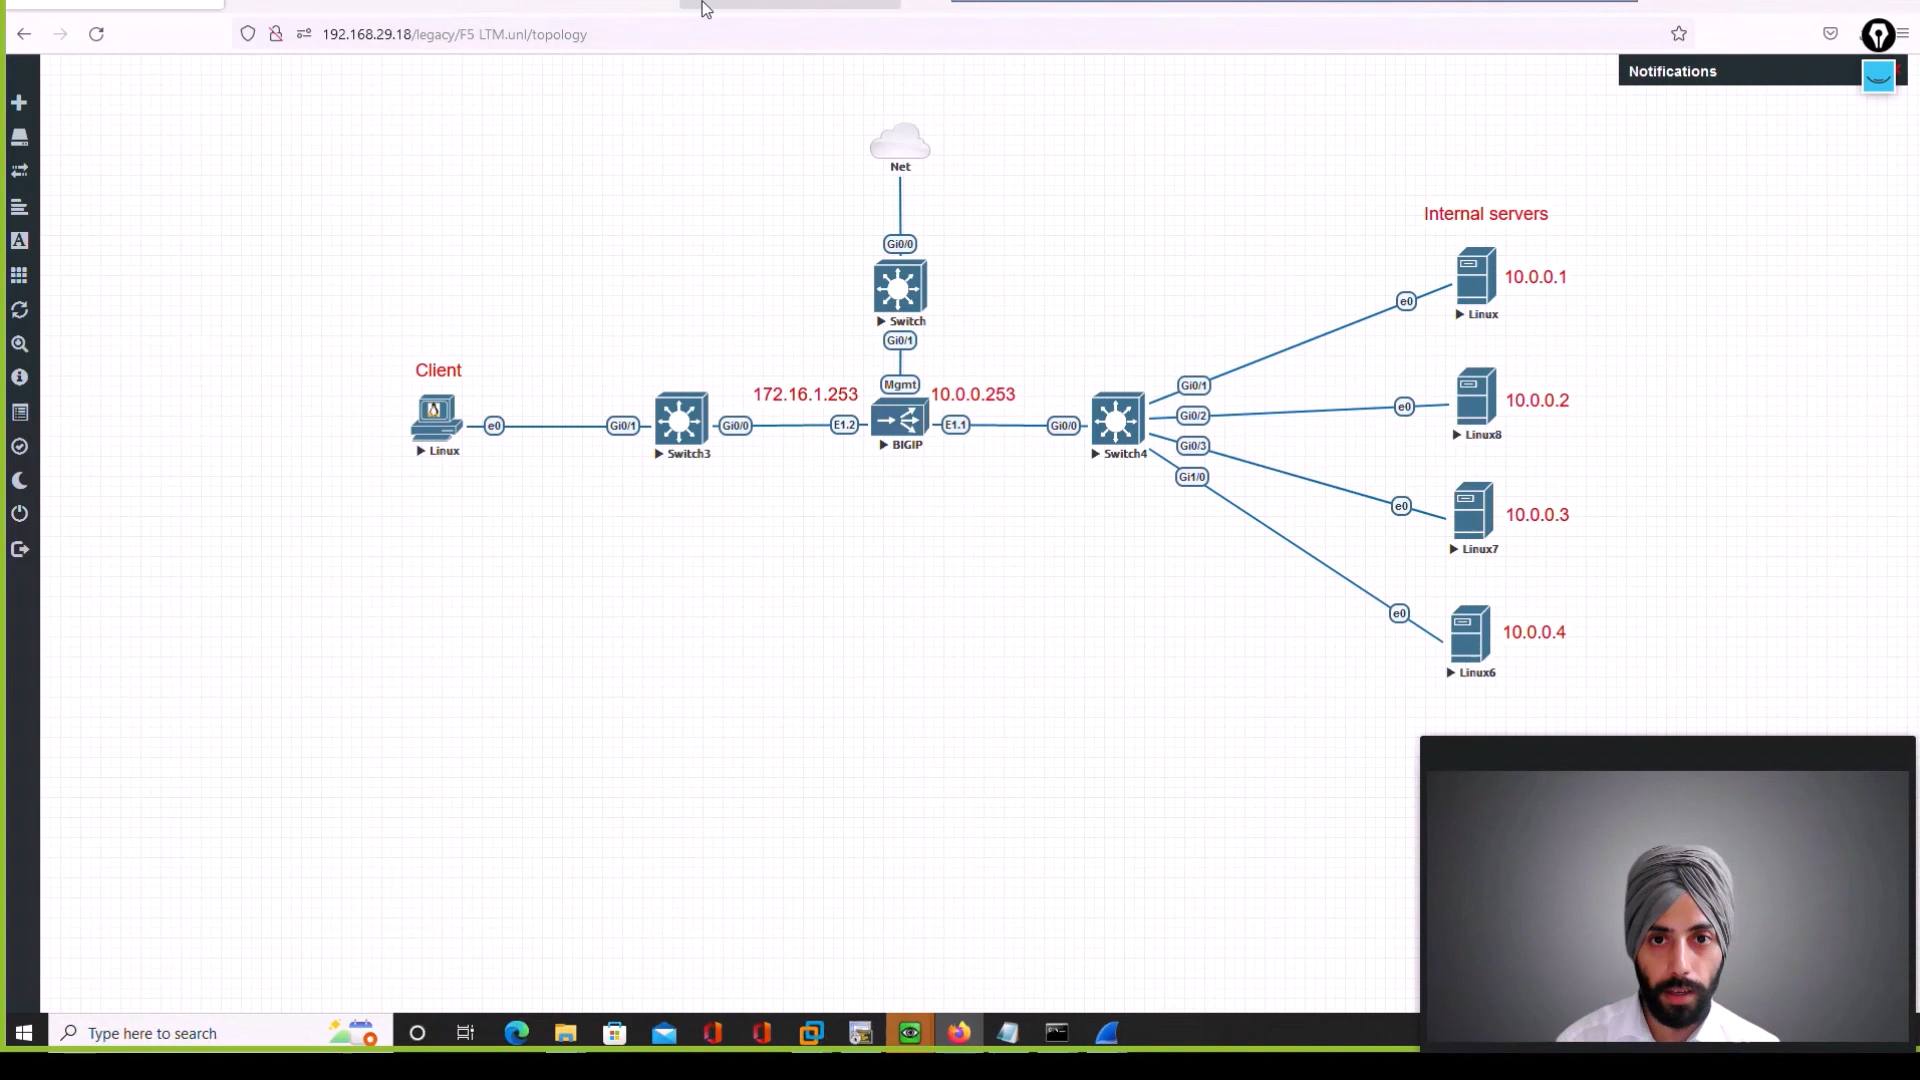 192.168.29.18/legacy/F5 LTM.unl/topology
Notifications
Net
Gi0/0
Internal servers
10.0.0.1
e0
Linux
Switch
Gi0/1
Client
172.16.1.253
Mgmt
10.0.0.253
Gi0/1
e0
10.0.0.2
Gi0/2
Linux8
e0
Gi0/1
Gi0/0
E1.2
E1.1
Gi0/0
Linux
Switch3
BIGIP
Switch4
Gi0/3
Gi1/0
e0
10.0.0.3
Linux7
e0
10.0.0.4
Linux6
A
Type here to search